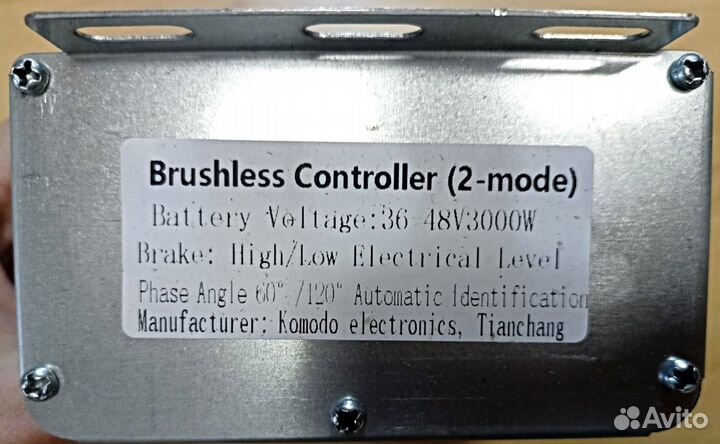 Brushless Controller (2-mode)
Battery Voltage:36 48V3000W
Brake: High/Low Electrical Level
Phase Angle 60° /120° Automatic Identification
Manufacturer: Komodo electronics, Tianchang
Avito